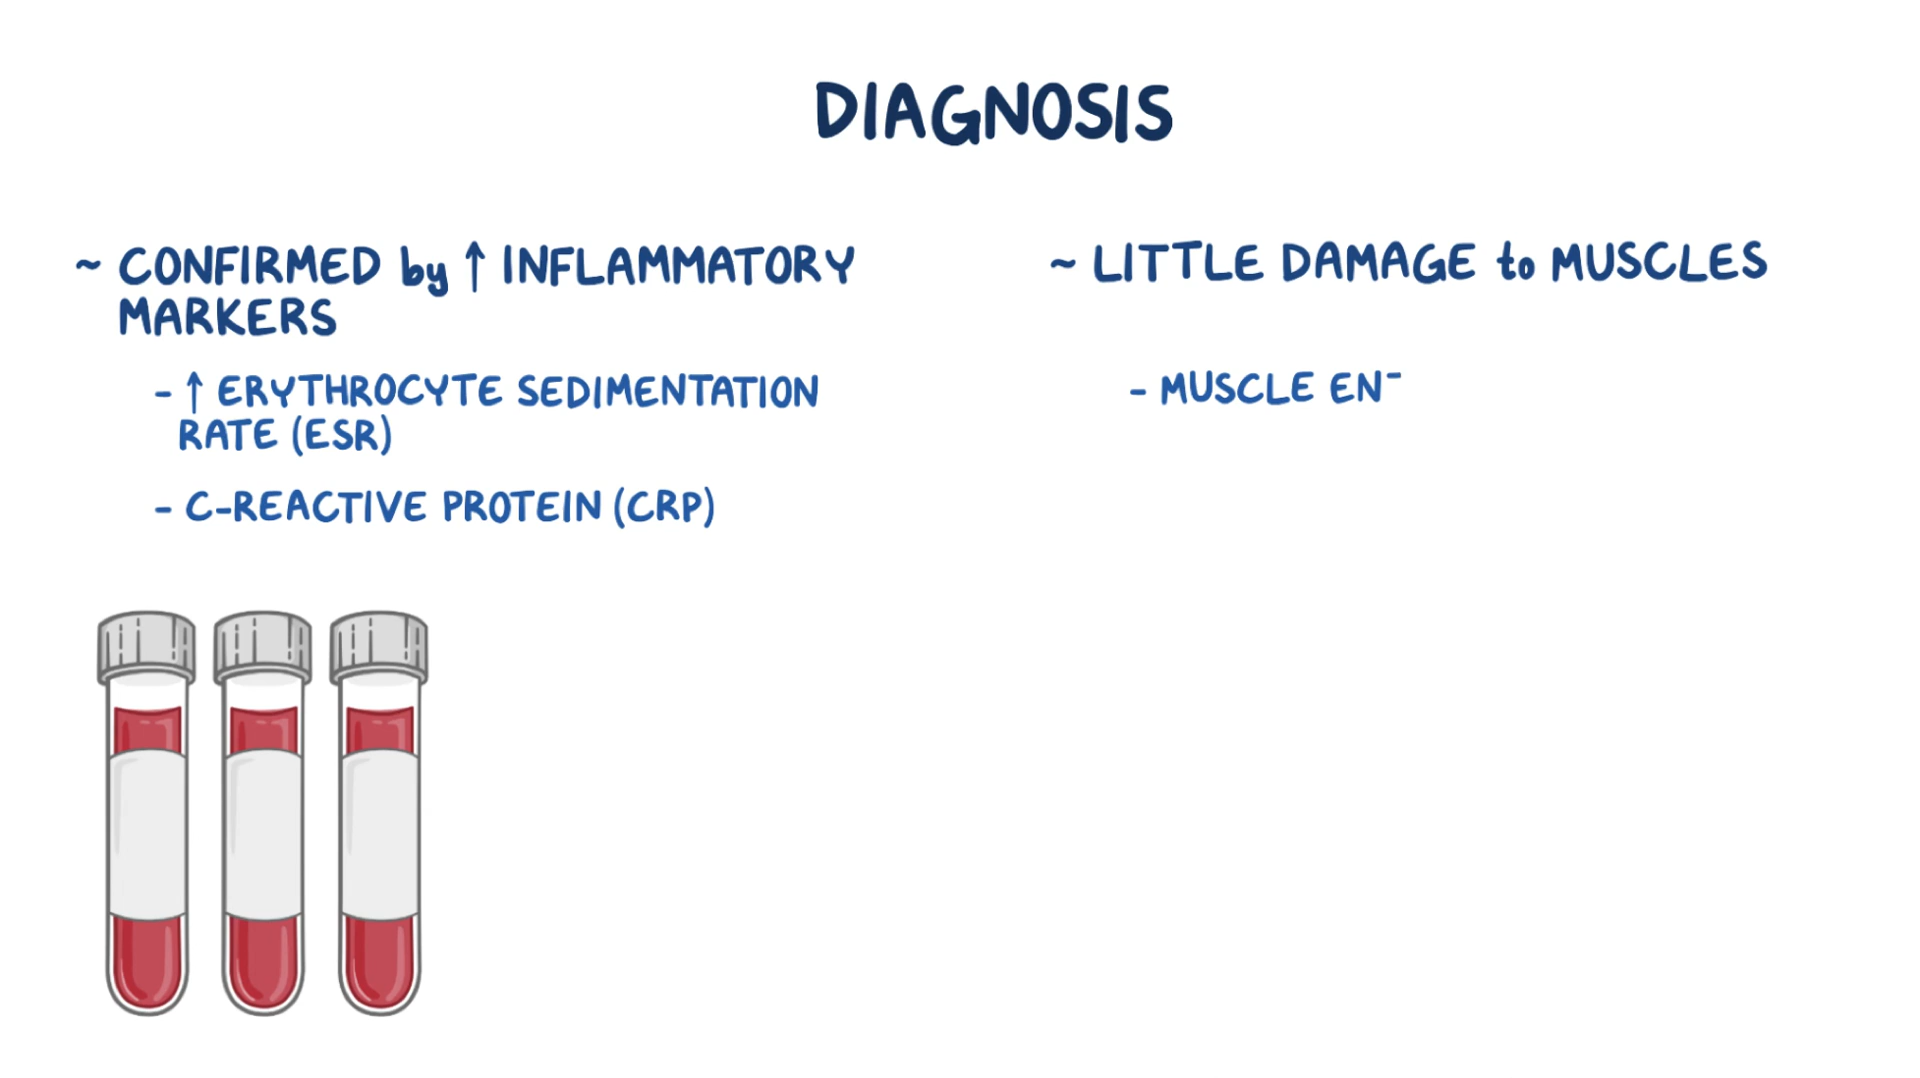 DIAGNOSIS
~ CONFIRMED by ↑ INFLAMMATORY
MARKERS
- ↑ ERYTHROCYTE SEDIMENTATION
RATE (ESR)
- C-REACTIVE PROTEIN (CRP)
~ LITTLE DAMAGE to MUSCLES
- MUSCLE EN